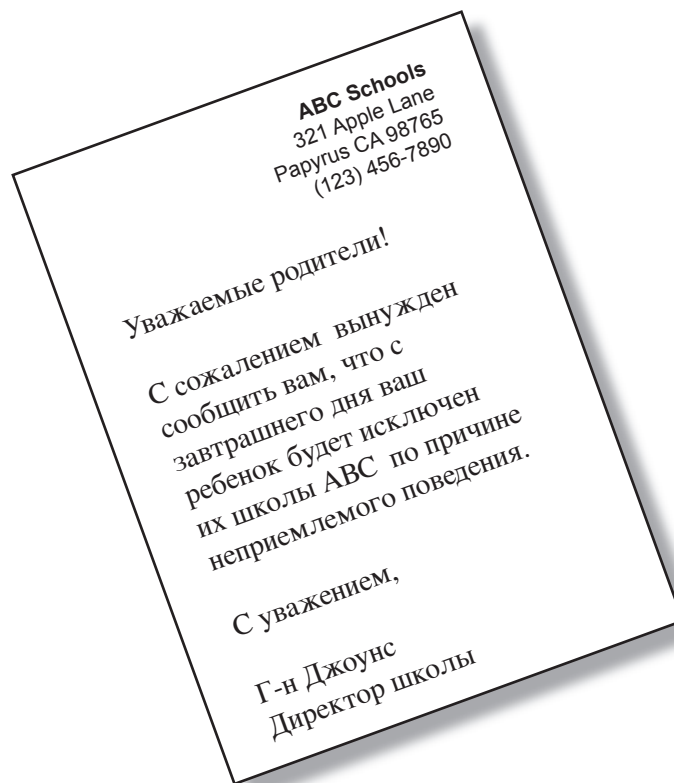 ABC Schools
321 Apple Lane
Papyrus CA 98765
(123) 456-7890
Уважаемые родители!
С сожалением вынужден
сообщить вам, что с
завтрашнего дня ваш
ребенок будет исключен
их школы АВС по причине
неприемлемого поведения.
С уважением,
Г-н Джоунс
Директор школы